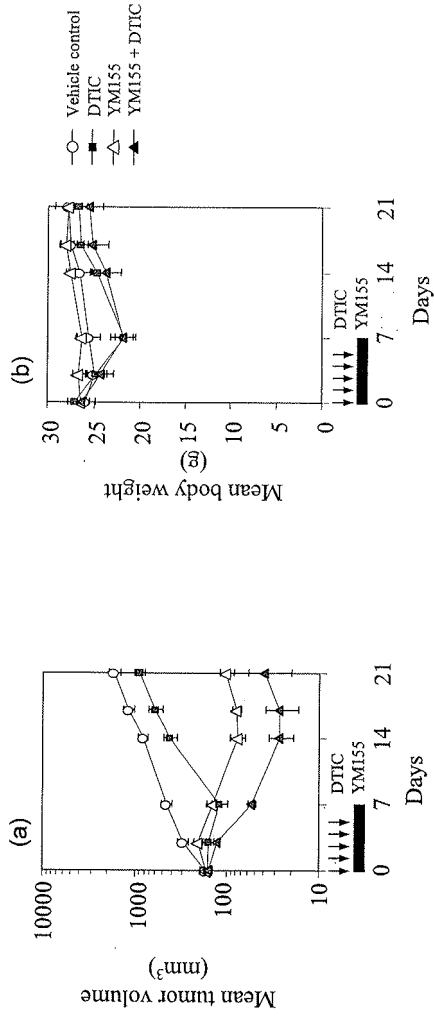 (a)
Mean tumor volume
(mm³)
10000
1000
100
10
0
7
14
21
DTIC
YM155
Days
(b)
Mean body weight
(g)
30
25
20
15
10
5
0
0
7
14
21
DTIC
YM155
Days
Vehicle control
DTIC
YM155
YM155 + DTIC